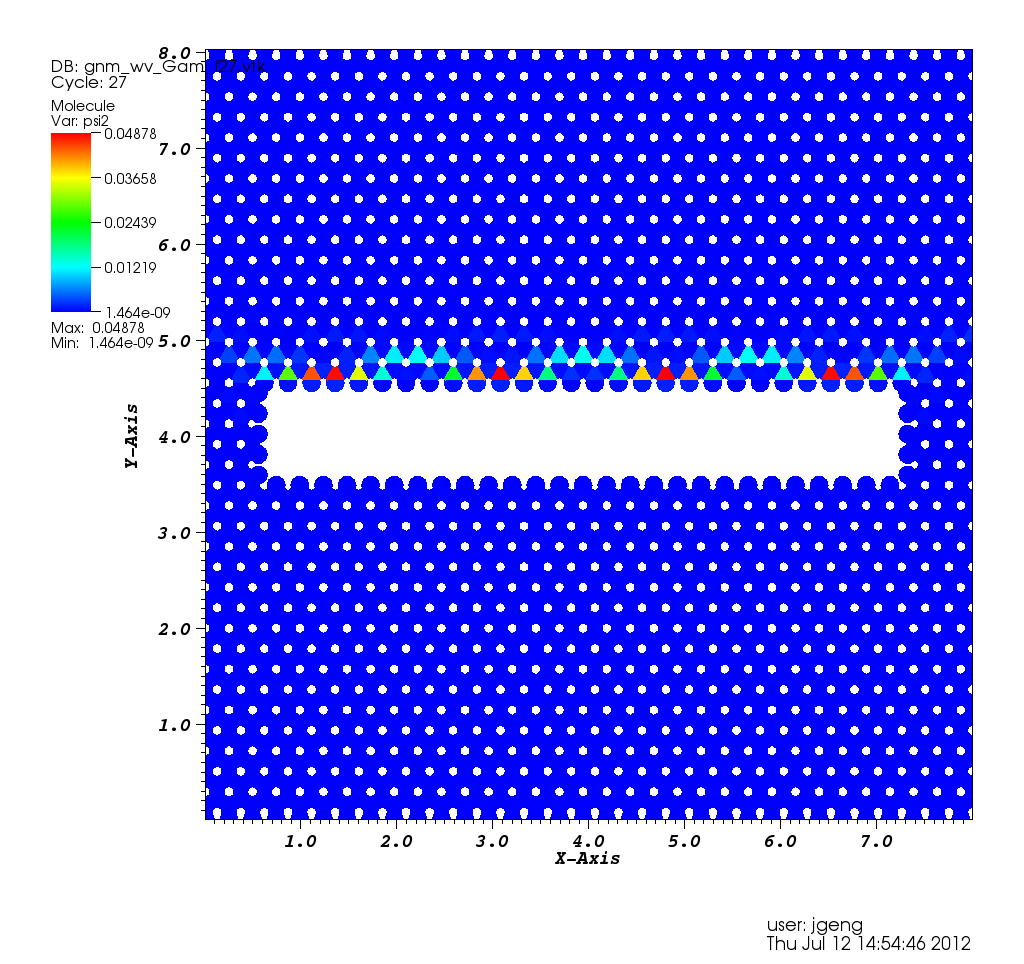 DB: gnm_wv_Gam_f27.vtk
Cycle: 27
Molecule
Var: psi2
0.04878
0.03658
0.02439
0.01219
1.464e-09
Max: 0.04878
Min: 1.464e-09
8.0
7.0
6.0
5.0
4.0
3.0
2.0
1.0
Y-Axis
1.0 2.0 3.0 4.0 5.0 6.0 7.0
X-Axis
user: jgeng
Thu Jul 12 14:54:46 2012